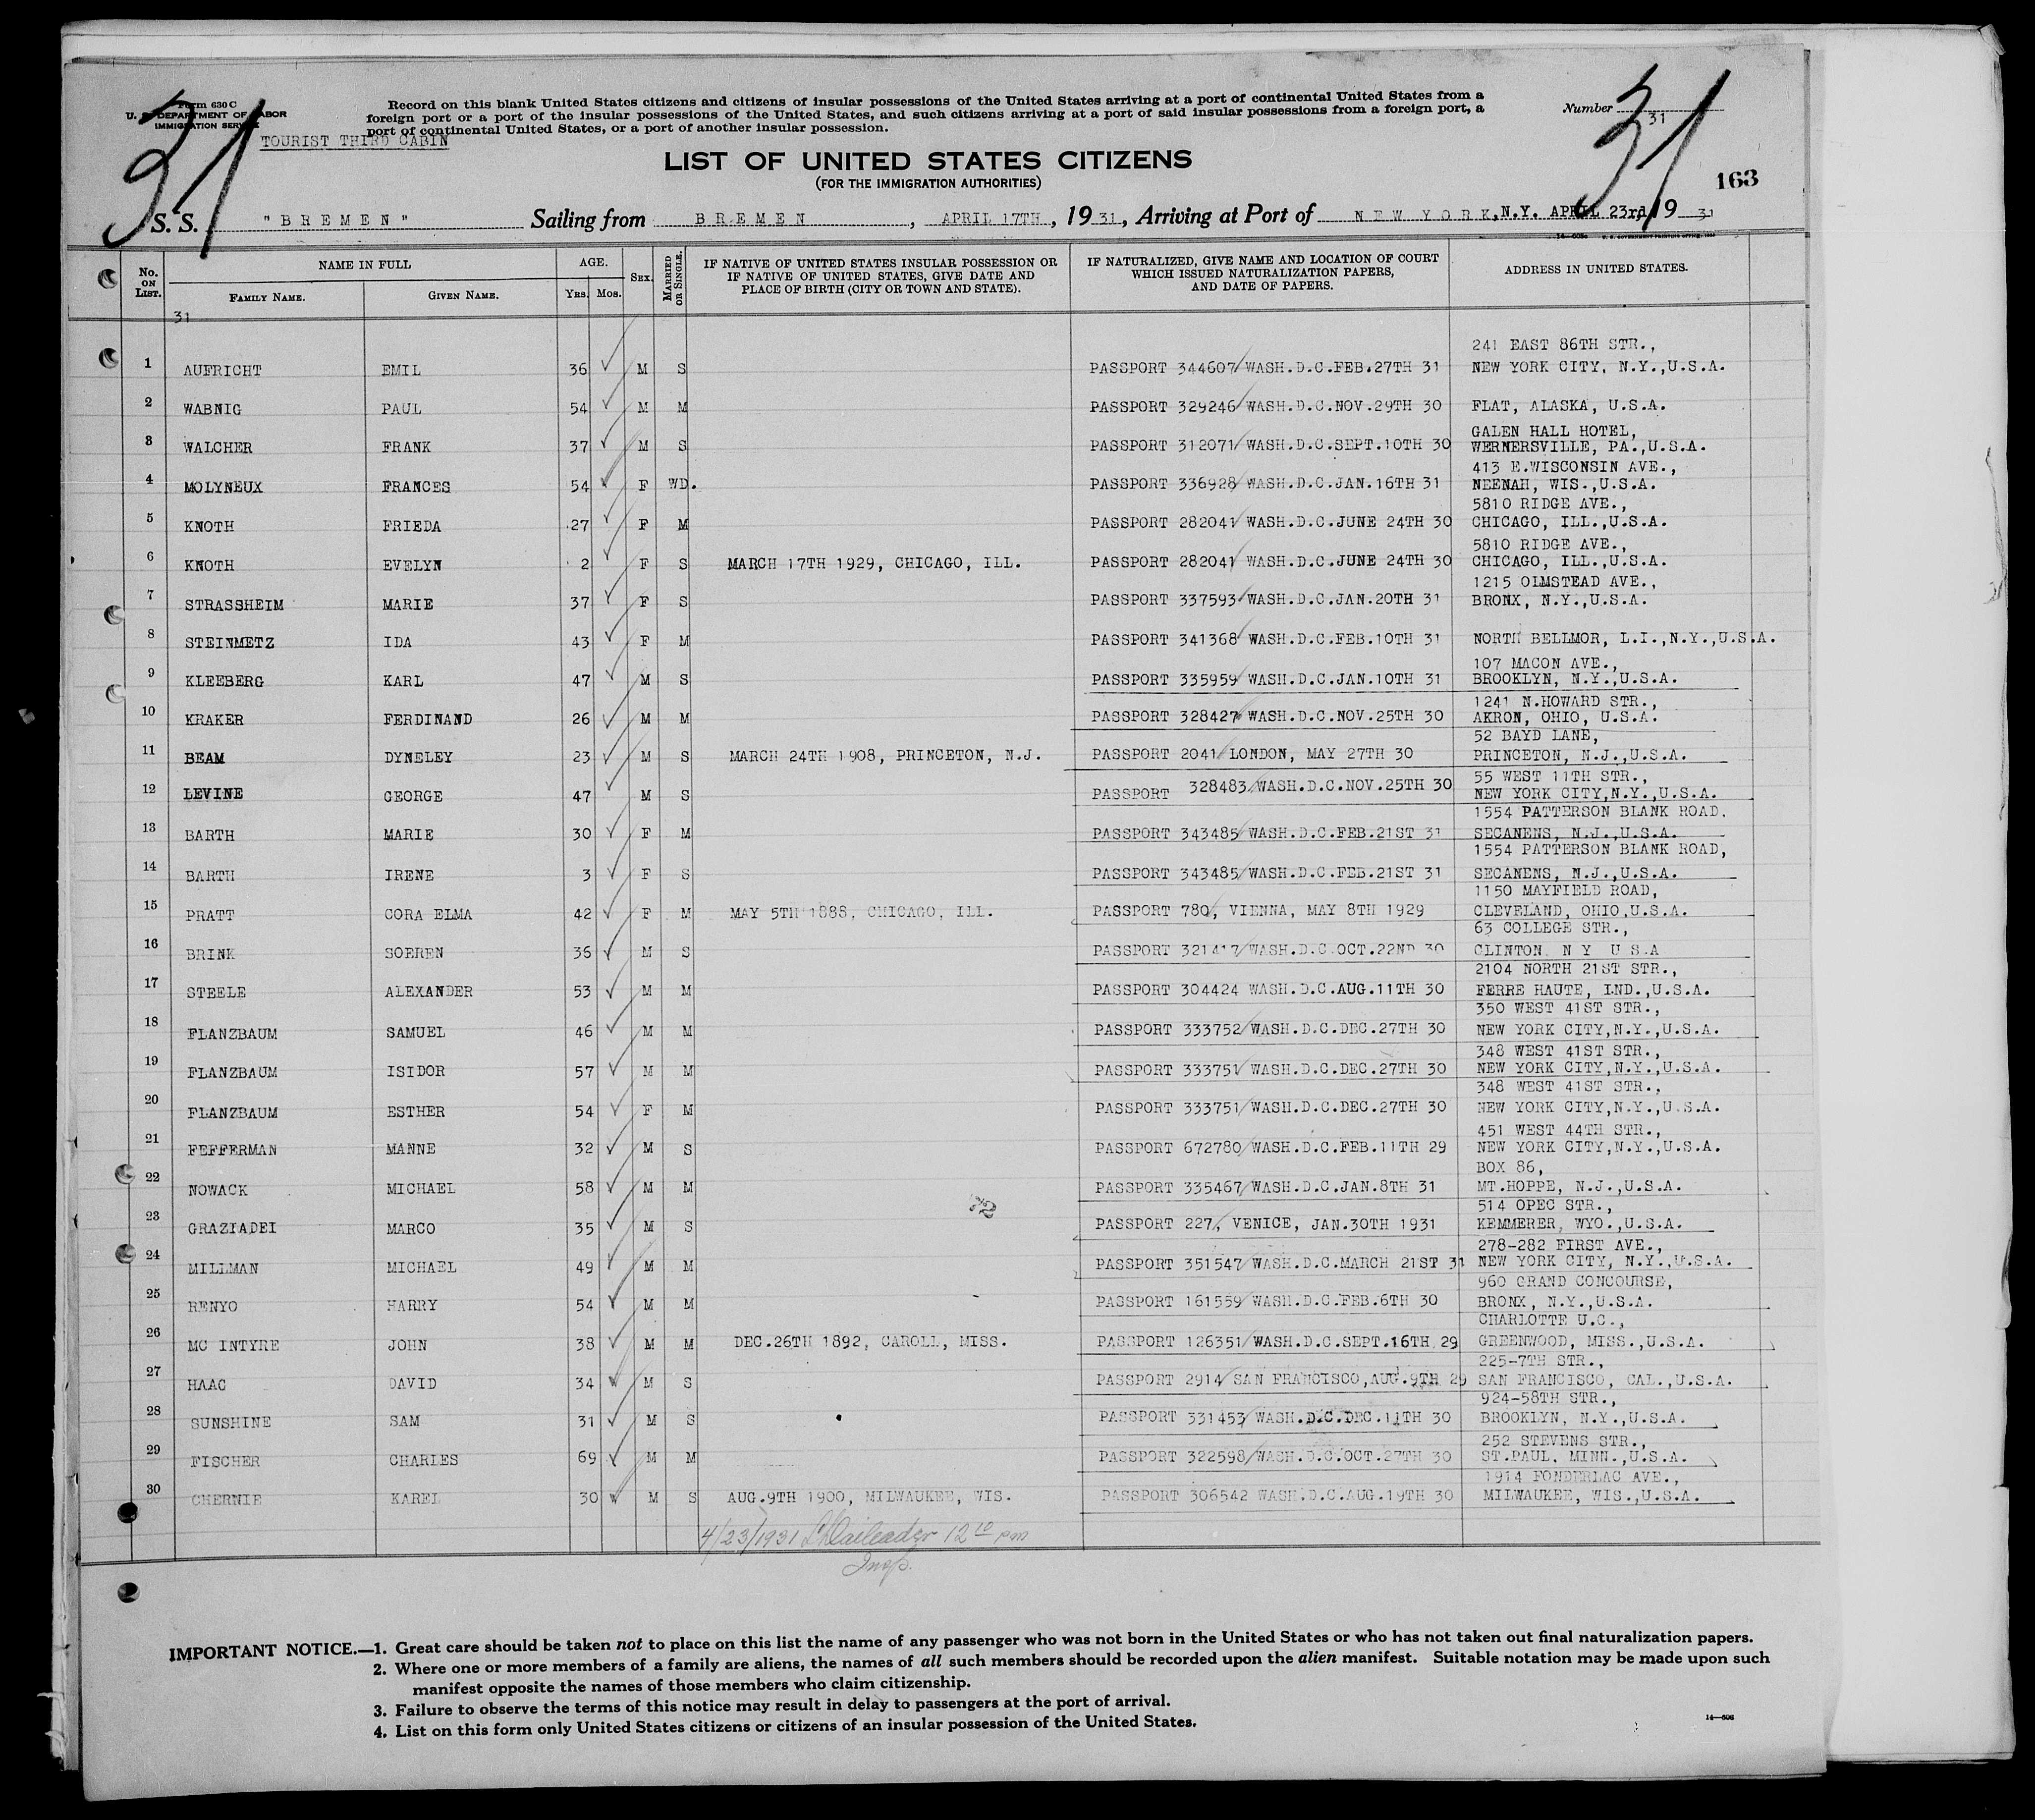 31
31
Form 630 C
U. S. DEPARTMENT OF LABOR
IMMIGRATION SERVICE
TOURIST THIRD CABIN
Record on this blank United States citizens and citizens of insular possessions of the United States arriving at a port of continental United States from a
foreign port or a port of the insular possessions of the United States, and such citizens arriving at a port of said insular possessions from a foreign port, a
port of continental United States, or a port of another insular possession.
Number 31
LIST OF UNITED STATES CITIZENS
(FOR THE IMMIGRATION AUTHORITIES)
163
S. S. "BREMEN" Sailing from BREMEN, APRIL 17TH, 1931, Arriving at Port of NEW YORK, N.Y. APRIL 23rd, 1931
No. ON LIST. NAME IN FULL FAMILY NAME. GIVEN NAME. AGE. YRS. MOS. SEX. MARRIED OR SINGLE. IF NATIVE OF UNITED STATES INSULAR POSSESSION OR IF NATIVE OF UNITED STATES, GIVE DATE AND PLACE OF BIRTH (CITY OR TOWN AND STATE). IF NATURALIZED, GIVE NAME AND LOCATION OF COURT WHICH ISSUED NATURALIZATION PAPERS, AND DATE OF PAPERS. ADDRESS IN UNITED STATES.
31
241 EAST 86TH STR.,
1 AUFRICHT EMIL 36 M S PASSPORT 344607 WASH.D.C.FEB.27TH 31 NEW YORK CITY, N.Y.,U.S.A.
2 WABNIG PAUL 54 M M PASSPORT 329246 WASH.D.C.NOV.29TH 30 FLAT, ALASKA, U.S.A.
GALEN HALL HOTEL,
3 WALCHER FRANK 37 M S PASSPORT 312071 WASH.D.C.SEPT.10TH 30 WERNERSVILLE, PA.,U.S.A.
413 E.WISCONSIN AVE.,
4 MOLYNEUX FRANCES 54 F WD. PASSPORT 336928 WASH.D.C.JAN.16TH 31 NEENAH, WIS.,U.S.A.
5810 RIDGE AVE.,
5 KNOTH FRIEDA 27 F M PASSPORT 282041 WASH.D.C.JUNE 24TH 30 CHICAGO, ILL.,U.S.A.
5810 RIDGE AVE.,
6 KNOTH EVELYN 2 F S MARCH 17TH 1929, CHICAGO, ILL. PASSPORT 282041 WASH.D.C.JUNE 24TH 30 CHICAGO, ILL.,U.S.A.
1215 OLMSTEAD AVE.,
7 STRASSHEIM MARIE 37 F S PASSPORT 337593 WASH.D.C.JAN.20TH 31 BRONX, N.Y.,U.S.A.
8 STEINMETZ IDA 43 F M PASSPORT 341368 WASH.D.C.FEB.10TH 31 NORTH BELLMOR, L.I.,N.Y.,U.S.A.
107 MACON AVE.,
9 KLEEBERG KARL 47 M S PASSPORT 335959 WASH.D.C.JAN.10TH 31 BROOKLYN, N.Y.,U.S.A.
1241 N.HOWARD STR.,
10 KRAKER FERDINAND 26 M M PASSPORT 328427 WASH.D.C.NOV.25TH 30 AKRON, OHIO, U.S.A.
52 BAYD LANE,
11 BEAM DYNELEY 23 M S MARCH 24TH 1908, PRINCETON, N.J. PASSPORT 2041 LONDON, MAY 27TH 30 PRINCETON, N.J.,U.S.A.
55 WEST 11TH STR.,
12 LEVINE GEORGE 47 M S PASSPORT 328483 WASH.D.C.NOV.25TH 30 NEW YORK CITY,N.Y.,U.S.A.
1554 PATTERSON BLANK ROAD.
13 BARTH MARIE 30 F M PASSPORT 343485 WASH.D.C.FEB.21ST 31 SECANENS, N.J.,U.S.A.
1554 PATTERSON BLANK ROAD,
14 BARTH IRENE 3 F S PASSPORT 343485 WASH.D.C.FEB.21ST 31 SECANENS, N.J.,U.S.A.
1150 MAYFIELD ROAD,
15 PRATT CORA ELMA 42 F M MAY 5TH 1888, CHICAGO, ILL. PASSPORT 780, VIENNA, MAY 8TH 1929 CLEVELAND, OHIO,U.S.A.
63 COLLEGE STR.,
16 BRINK SOEREN 36 M S PASSPORT 321417 WASH.D.C.OCT.22ND 30 CLINTON N Y U S.A
2104 NORTH 21ST STR.,
17 STEELE ALEXANDER 53 M M PASSPORT 304424 WASH.D.C.AUG.11TH 30 FERRE HAUTE, IND.,U.S.A.
350 WEST 41ST STR.,
18 FLANZBAUM SAMUEL 46 M M PASSPORT 333752 WASH.D.C.DEC.27TH 30 NEW YORK CITY,N.Y.,U.S.A.
348 WEST 41ST STR.,
19 FLANZBAUM ISIDOR 57 M M PASSPORT 333751 WASH.D.C.DEC.27TH 30 NEW YORK CITY,N.Y.,U.S.A.
348 WEST 41ST STR.,
20 FLANZBAUM ESTHER 54 F M PASSPORT 333751 WASH.D.C.DEC.27TH 30 NEW YORK CITY,N.Y.,U.S.A.
451 WEST 44TH STR.,
21 FEFFERMAN MANNE 32 M S PASSPORT 672780 WASH.D.C.FEB.11TH 29 NEW YORK CITY,N.Y.,U.S.A.
BOX 86,
22 NOWACK MICHAEL 58 M M PASSPORT 335467 WASH.D.C.JAN.8TH 31 MT.HOPPE, N.J.,U.S.A.
514 OPEC STR.,
23 GRAZIADEI MARCO 35 M S PASSPORT 227, VENICE, JAN.30TH 1931 KEMMERER, WYO.,U.S.A.
278-282 FIRST AVE.,
24 MILLMAN MICHAEL 49 M M PASSPORT 351547 WASH.D.C.MARCH 21ST 31 NEW YORK CITY, N.Y.,U.S.A.
960 GRAND CONCOURSE,
25 RENYO HARRY 54 M M PASSPORT 161559 WASH.D.C.FEB.6TH 30 BRONX, N.Y.,U.S.A.
CHARLOTTE U.C.,
26 MC INTYRE JOHN 38 M M DEC.26TH 1892, CAROLL, MISS. PASSPORT 126351 WASH.D.C.SEPT.16TH 29 GREENWOOD, MISS.,U.S.A.
225-7TH STR.,
27 HAAC DAVID 34 M S PASSPORT 2914 SAN FRANCISCO,AUG.9TH 29 SAN FRANCISCO, CAL.,U.S.A.
924-58TH STR.,
28 SUNSHINE SAM 31 M S PASSPORT 331453 WASH.D.C.DEC.11TH 30 BROOKLYN, N.Y.,U.S.A.
252 STEVENS STR.,
29 FISCHER CHARLES 69 M M PASSPORT 322598 WASH.D.C.OCT.27TH 30 ST.PAUL, MINN.,U.S.A.
1914 FONDERLAC AVE.,
30 CHERNIE KAREL 30 M S AUG.9TH 1900, MILWAUKEE, WIS. PASSPORT 306542 WASH.D.C.AUG.19TH 30 MILWAUKEE, WIS.,U.S.A.
4/23/1931 12 10 pm
Insp.
IMPORTANT NOTICE.—1. Great care should be taken not to place on this list the name of any passenger who was not born in the United States or who has not taken out final naturalization papers.
2. Where one or more members of a family are aliens, the names of all such members should be recorded upon the alien manifest. Suitable notation may be made upon such
manifest opposite the names of those members who claim citizenship.
3. Failure to observe the terms of this notice may result in delay to passengers at the port of arrival.
4. List on this form only United States citizens or citizens of an insular possession of the United States.
14—608